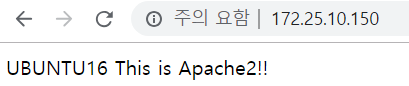 주의 요함 | 172.25.10.150
UBUNTU16 This is Apache2!!